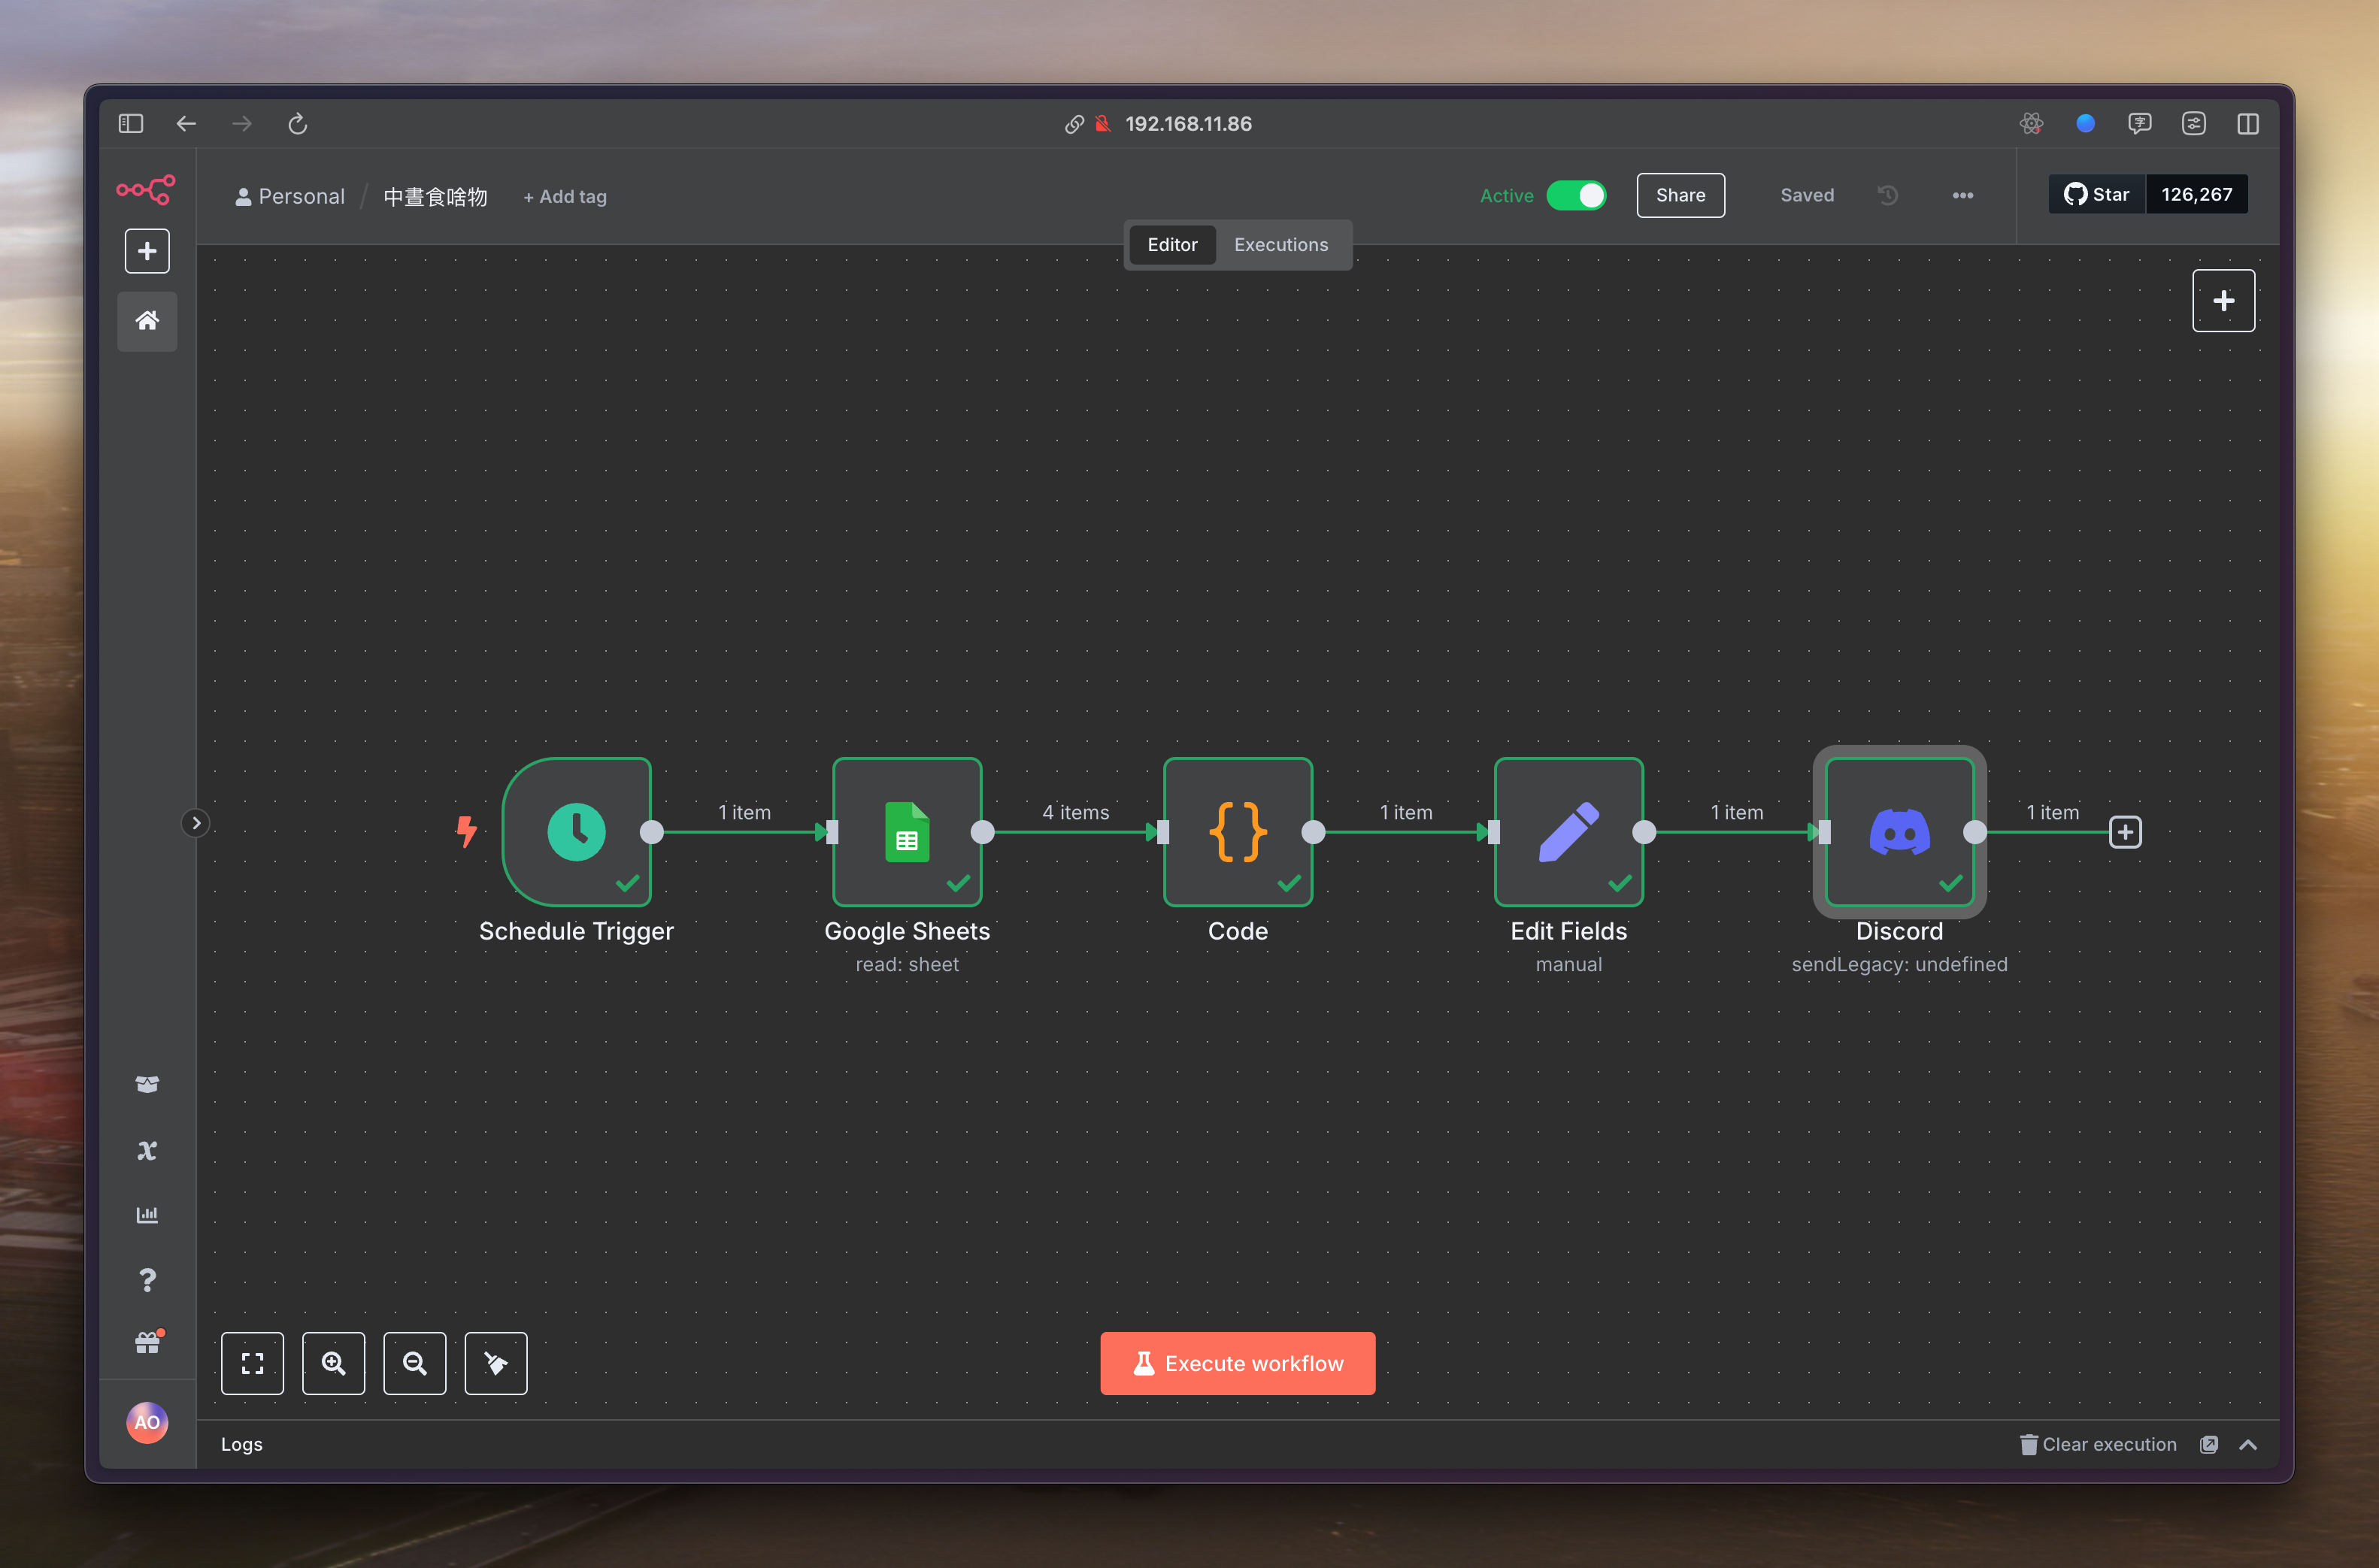 192.168.11.86
Personal / 中晝食啥物 + Add tag
Active Share Saved ••• Star 126,267
Editor Executions
1 item 4 items 1 item 1 item 1 item
Schedule Trigger Google Sheets Code Edit Fields Discord
read: sheet manual sendLegacy: undefined
Execute workflow
AO
Logs Clear execution